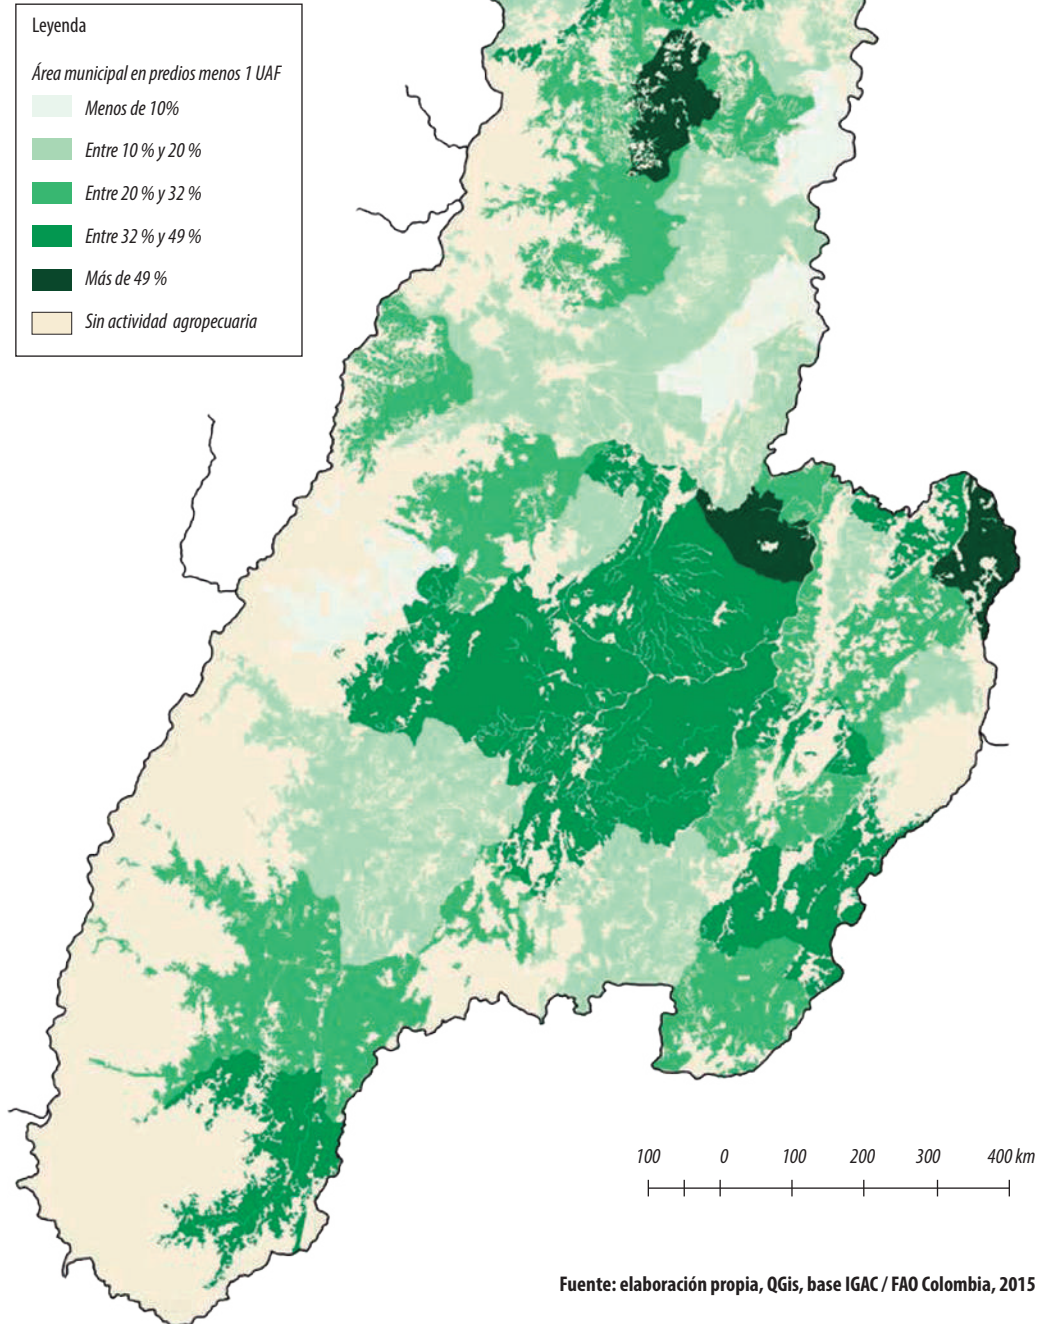 Leyenda
Área municipal en predios menos 1 UAF
Menos de 10%
Entre 10 % y 20 %
Entre 20 % y 32 %
Entre 32 % y 49 %
Más de 49 %
Sin actividad agropecuaria
100 0 100 200 300 400 km
Fuente: elaboración propia, QGis, base IGAC / FAO Colombia, 2015